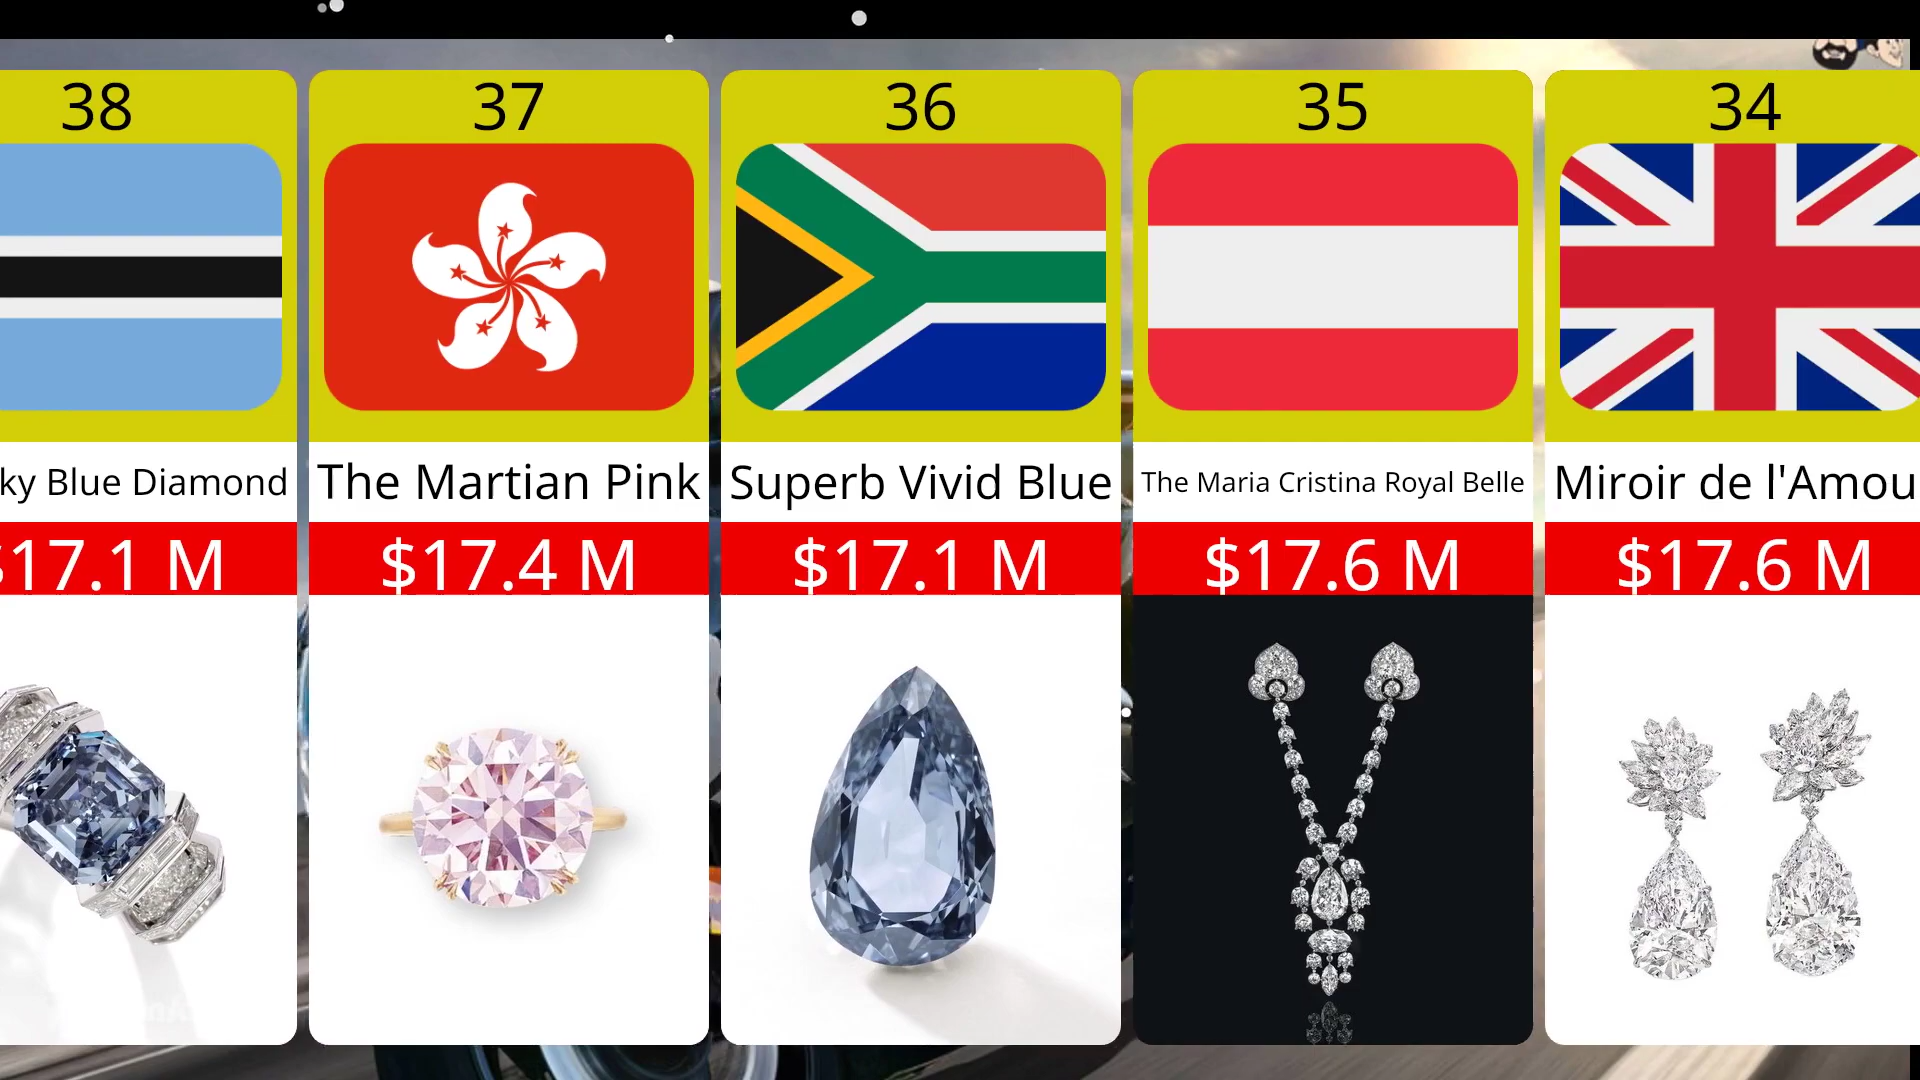 38
37
36
35
34
ky Blue Diamond
The Martian Pink
Superb Vivid Blue
The Maria Cristina Royal Belle
Miroir de l'Amou
$17.1 M
$17.4 M
$17.1 M
$17.6 M
$17.6 M